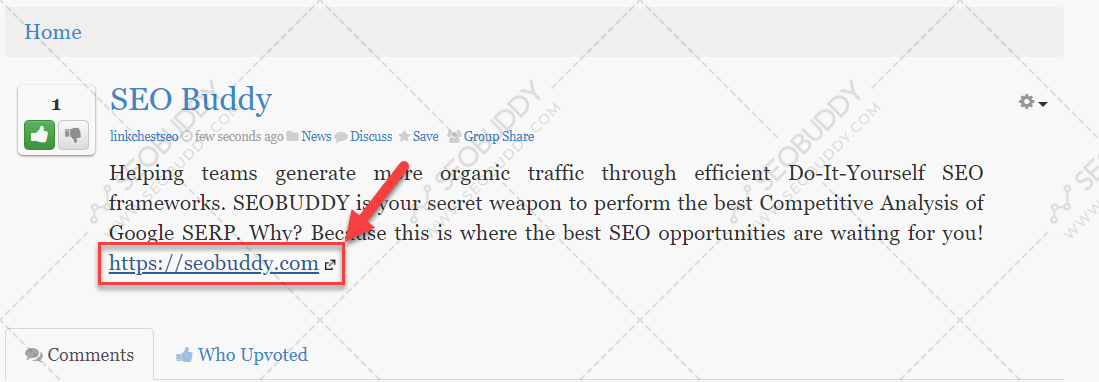 Home
1
SEO Buddy
linkchestseo few seconds ago News Discuss Save Group Share
Helping teams generate more organic traffic through efficient Do-It-Yourself SEO
frameworks. SEOBUDDY is your secret weapon to perform the best Competitive Analysis of
Google SERP. Why? Because this is where the best SEO opportunities are waiting for you!
https://seobuddy.com
Comments Who Upvoted
SEOBUDDY
WWW.SEOBUDDY.COM